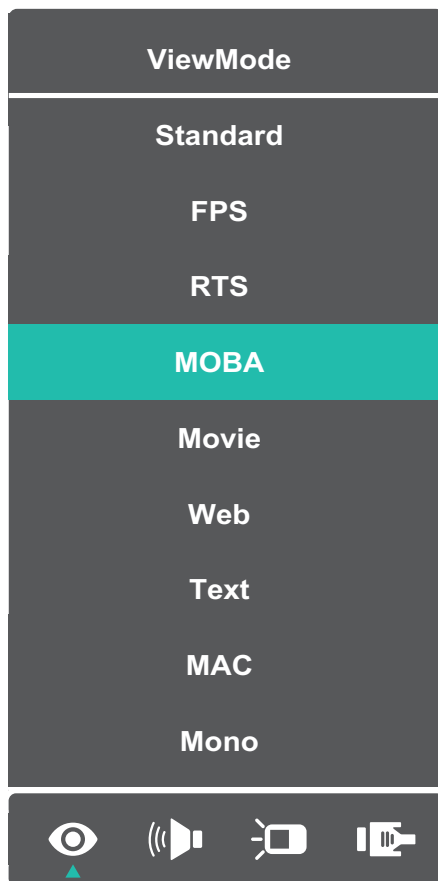 ViewMode
Standard
FPS
RTS
MOBA
Movie
Web
Text
MAC
Mono